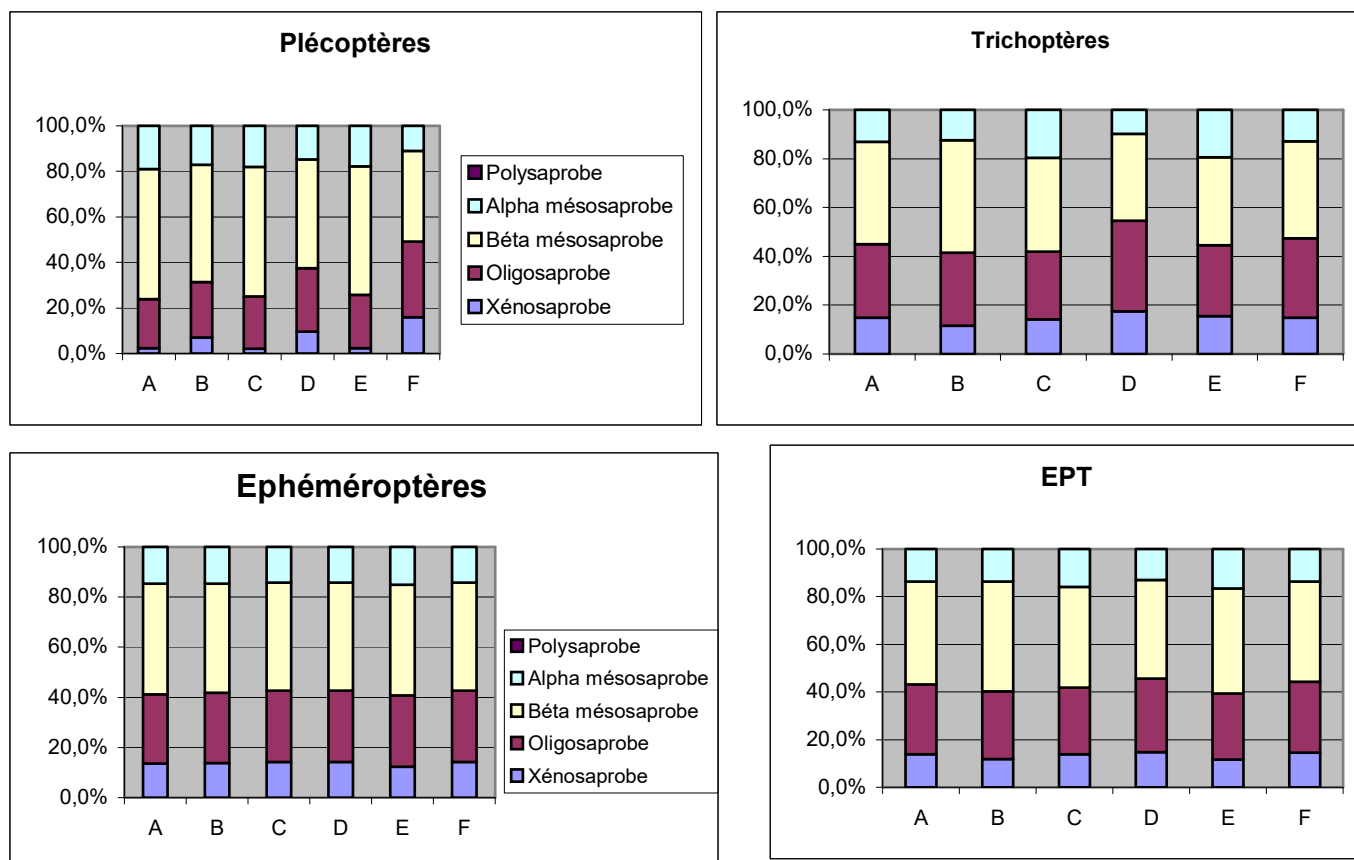 Plécoptères
100,0%
80,0%
60,0%
40,0%
20,0%
0,0%
A B C D E F
Polysaprobe
Alpha mésosaprobe
Béta mésosaprobe
Oligosaprobe
Xénosaprobe
Trichoptères
100,0%
80,0%
60,0%
40,0%
20,0%
0,0%
A B C D E F
Ephéméroptères
100,0%
80,0%
60,0%
40,0%
20,0%
0,0%
A B C D E F
Polysaprobe
Alpha mésosaprobe
Béta mésosaprobe
Oligosaprobe
Xénosaprobe
EPT
100,0%
80,0%
60,0%
40,0%
20,0%
0,0%
A B C D E F